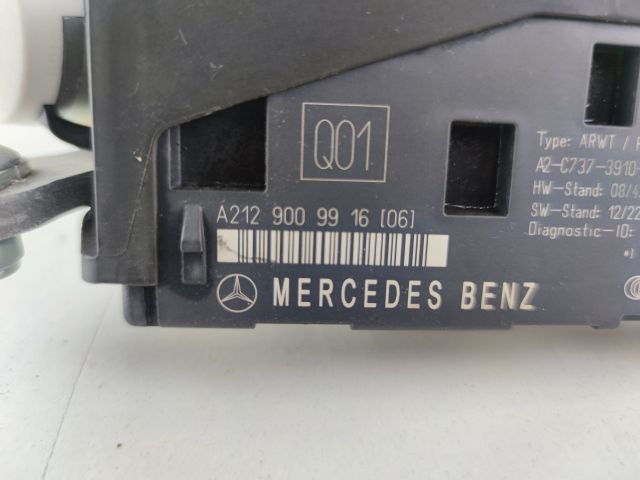 Q01
Type: ARWT /
A2-C737-3910-
HW-Stand: 08/4
SW-Stand: 12/22
Diagnostic-ID:
A212 900 99 16 [06]
MERCEDES BENZ